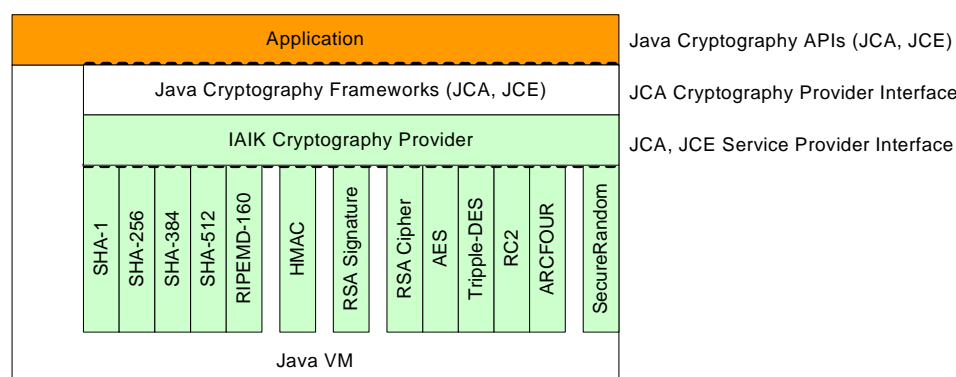 Application
Java Cryptography APIs (JCA, JCE)
Java Cryptography Frameworks (JCA, JCE)
JCA Cryptography Provider Interface
IAIK Cryptography Provider
JCA, JCE Service Provider Interface
SHA-1
SHA-256
SHA-384
SHA-512
RIPEMD-160
HMAC
RSA Signature
RSA Cipher
AES
Tripple-DES
RC2
ARCFOUR
SecureRandom
Java VM